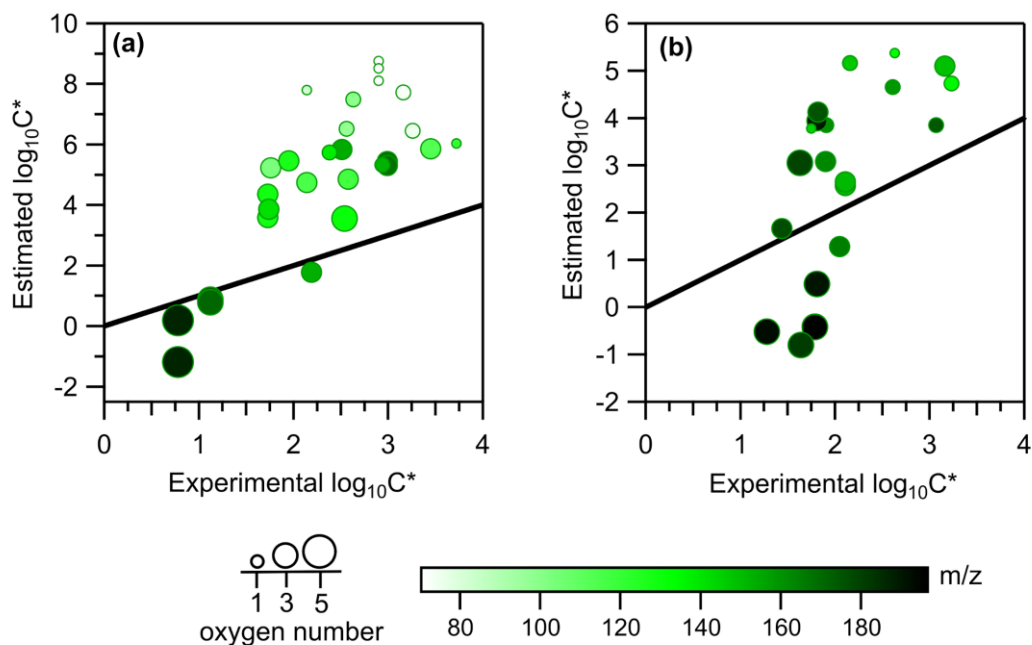 (a)
Estimated log10C*
10
8
6
4
2
0
-2
0 1 2 3 4
Experimental log10C*
(b)
Estimated log10C*
6
5
4
3
2
1
0
-1
-2
0 1 2 3 4
Experimental log10C*
1 3 5
oxygen number
m/z
80 100 120 140 160 180